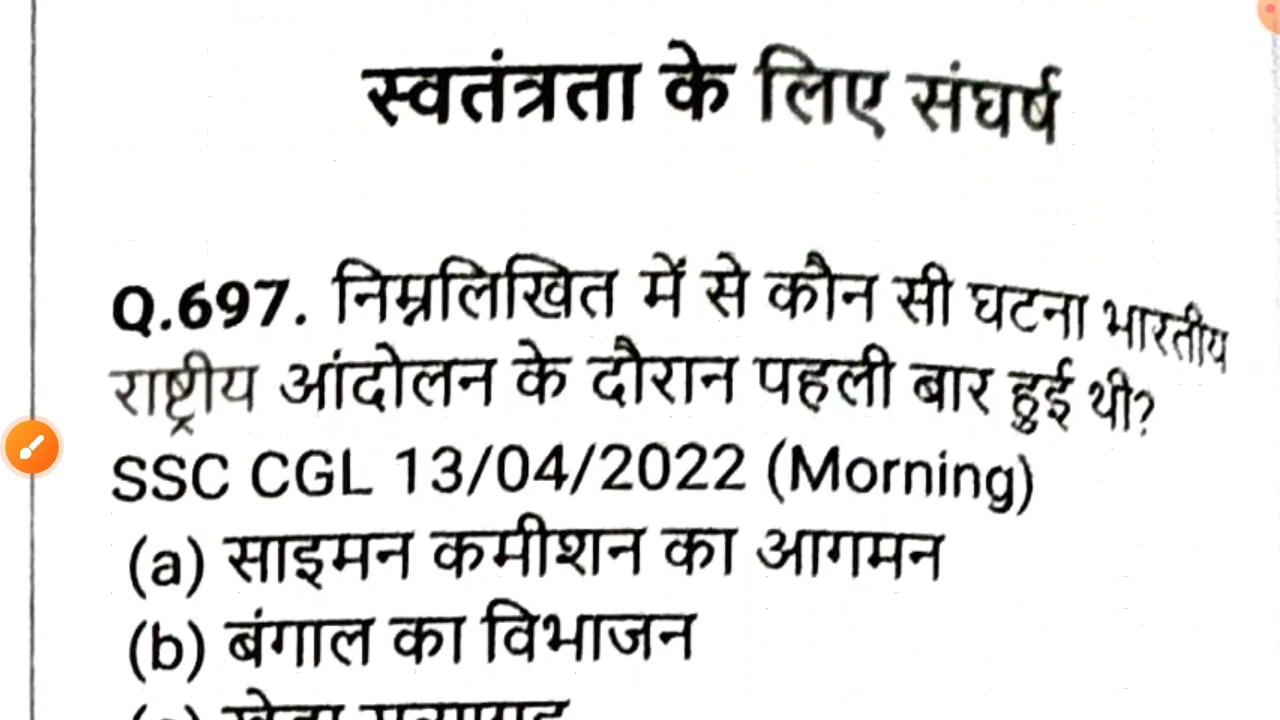 स्वतंत्रता के लिए संघर्ष
Q.697. निम्नलिखित में से कौन सी घटना भारतीय
राष्ट्रीय आंदोलन के दौरान पहली बार हुई थी?
SSC CGL 13/04/2022 (Morning)
(a) साइमन कमीशन का आगमन
(b) बंगाल का विभाजन